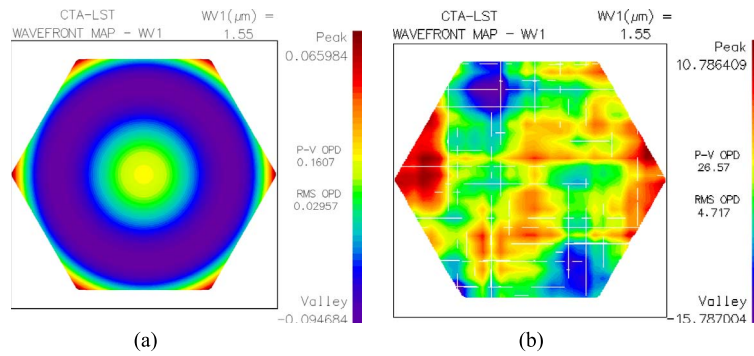 CTA-LST
WV1(μm) =
WAVEFRONT MAP - WV1
1.55
Peak
0.065984
P-V OPD
0.1607
RMS OPD
0.02957
Valley
-0.094684
(a)
CTA-LST
WV1(μm) =
WAVEFRONT MAP - WV1
1.55
Peak
10.786409
P-V OPD
26.57
RMS OPD
4.717
Valley
-15.787004
(b)